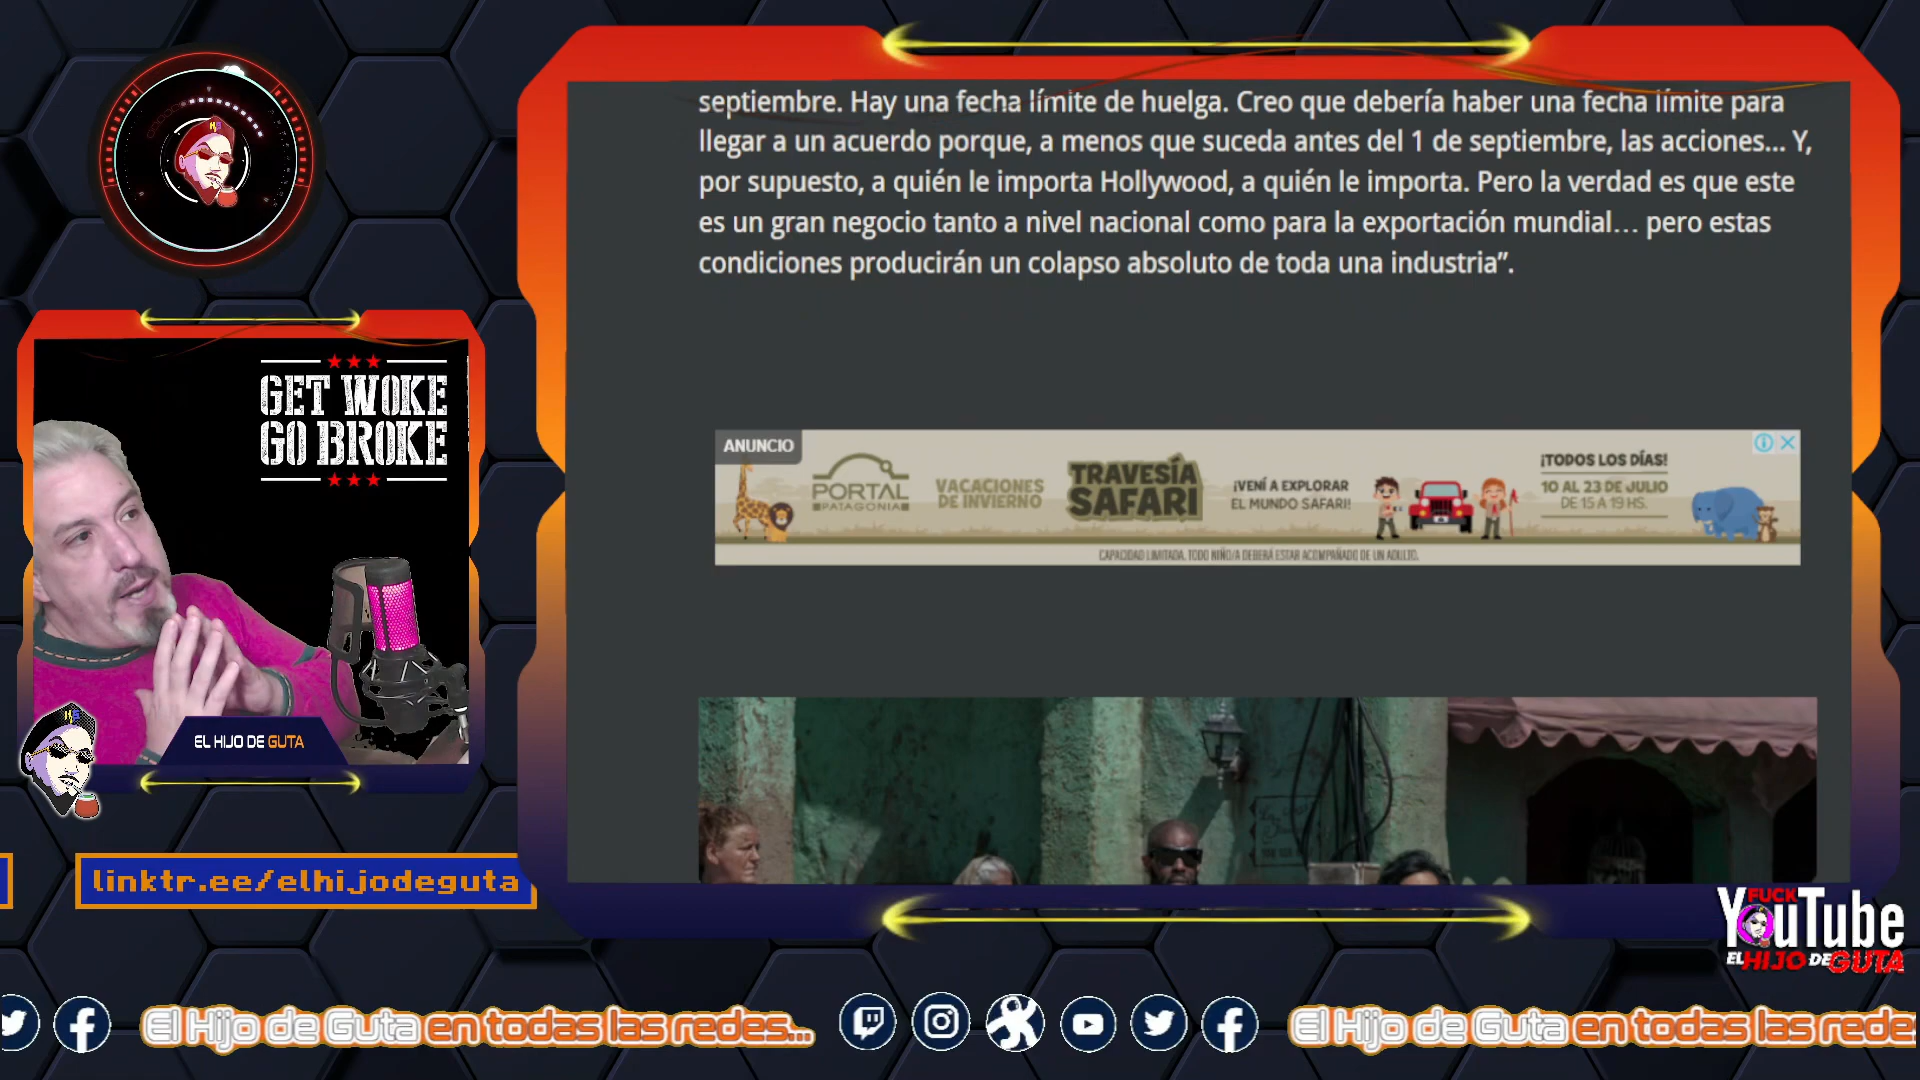 septiembre. Hay una fecha límite de huelga. Creo que debería haber una fecha límite para
llegar a un acuerdo porque, a menos que suceda antes del 1 de septiembre, las acciones... Y,
por supuesto, a quién le importa Hollywood, a quién le importa. Pero la verdad es que este
es un gran negocio tanto a nivel nacional como para la exportación mundial... pero estas
condiciones producirán un colapso absoluto de toda una industria”.
GET WOKE
GO BROKE
ANUNCIO
PORTAL
PATAGONIA
VACACIONES
DE INVIERNO
TRAVESÍA
SAFARI
¡VENÍ A EXPLORAR
EL MUNDO SAFARI!
¡TODOS LOS DÍAS!
10 AL 23 DE JULIO
DE 15 A 19 HS.
CAPACIDAD LIMITADA. TODO NIÑO/A DEBERÁ ESTAR ACOMPAÑADO DE UN ADULTO.
EL HIJO DE GUTA
linktr.ee/elhijodeguta
FUCK
YouTube
EL HIJO DE GUTA
El Hijo de Guta en todas las redes...
El Hijo de Guta en todas las redes